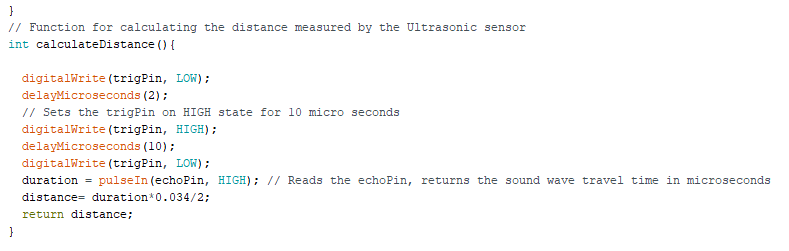 }
// Function for calculating the distance measured by the Ultrasonic sensor
int calculateDistance(){
digitalWrite(trigPin, LOW);
delayMicroseconds(2);
// Sets the trigPin on HIGH state for 10 micro seconds
digitalWrite(trigPin, HIGH);
delayMicroseconds(10);
digitalWrite(trigPin, LOW);
duration = pulseIn(echoPin, HIGH); // Reads the echoPin, returns the sound wave travel time in microseconds
distance= duration*0.034/2;
return distance;
}